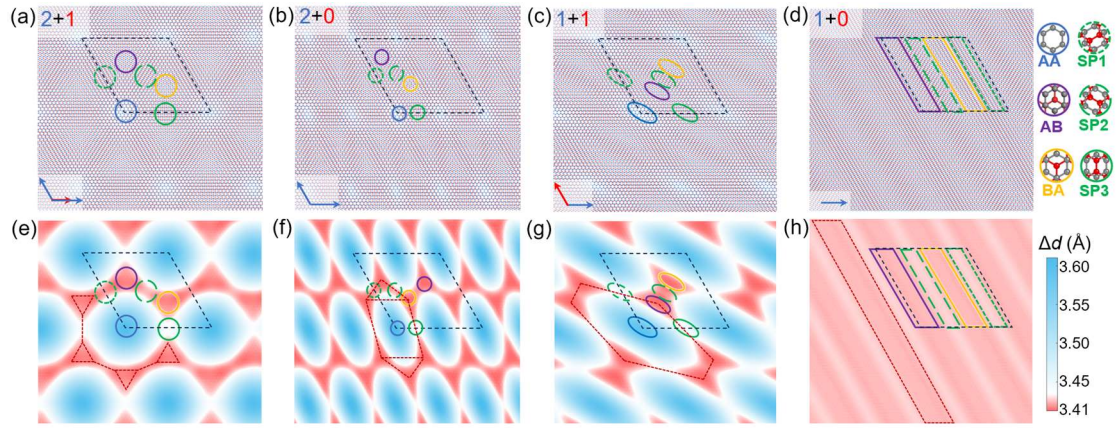 (a) 2+1
(b) 2+0
(c) 1+1
(d) 1+0
AA SP1
AB SP2
BA SP3
(e)
(f)
(g)
(h)
Δd (Å)
3.60
3.55
3.50
3.45
3.41